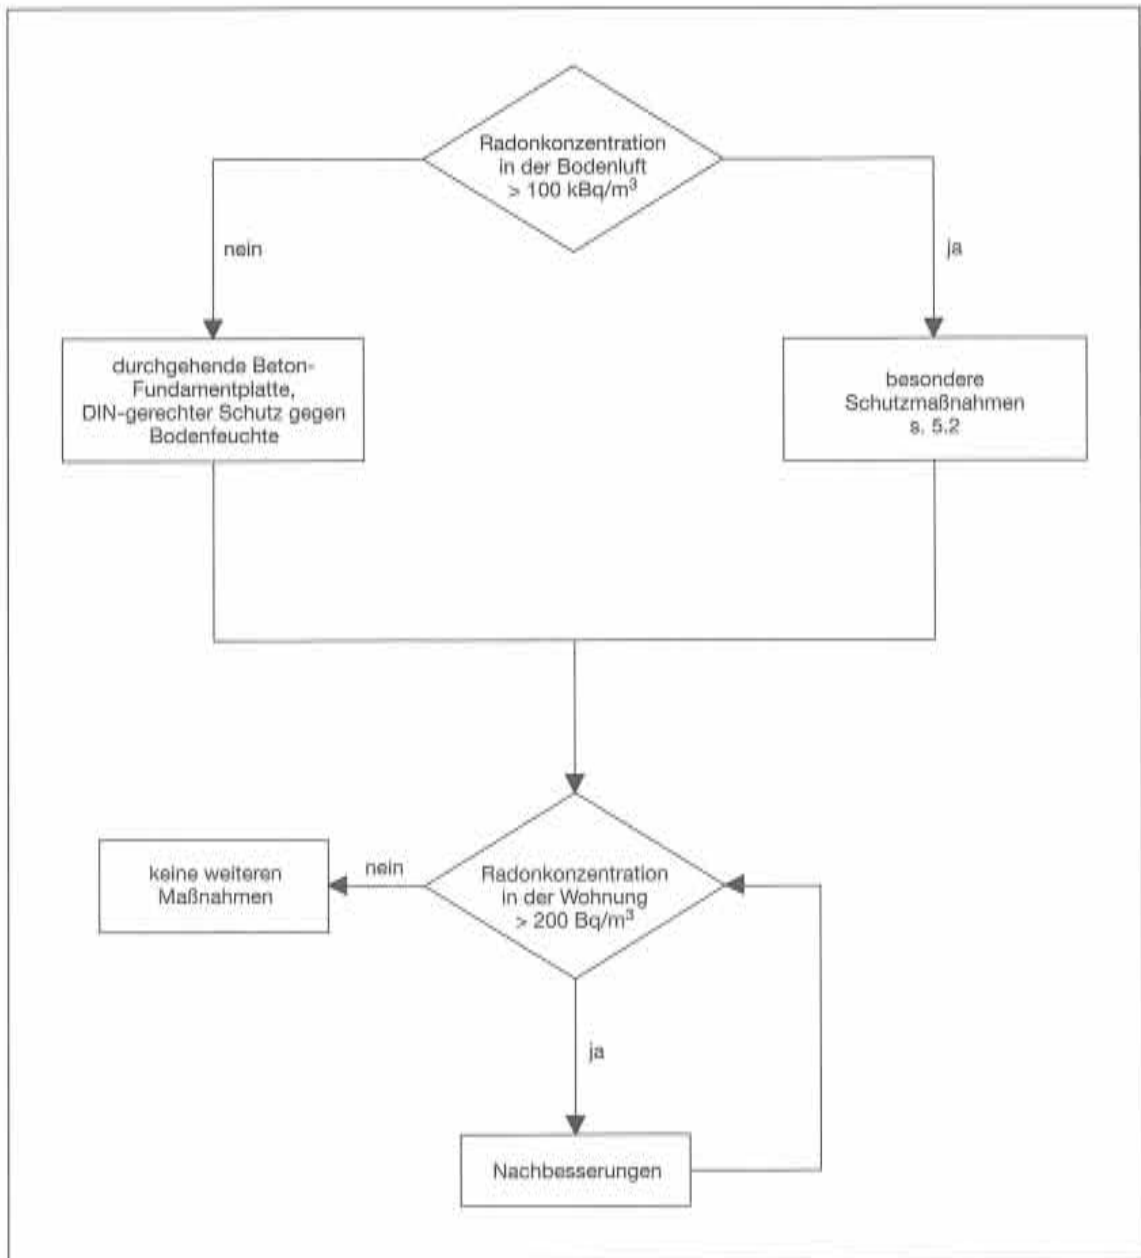 Radonkonzentration
in der Bodenluft
> 100 kBq/m³
nein
ja
durchgehende Beton-
Fundamentplatte,
DIN-gerechter Schutz gegen
Bodenfeuchte
besondere
Schutzmaßnahmen
s. 5.2
keine weiteren
Maßnahmen
nein
Radonkonzentration
in der Wohnung
> 200 Bq/m³
ja
Nachbesserungen